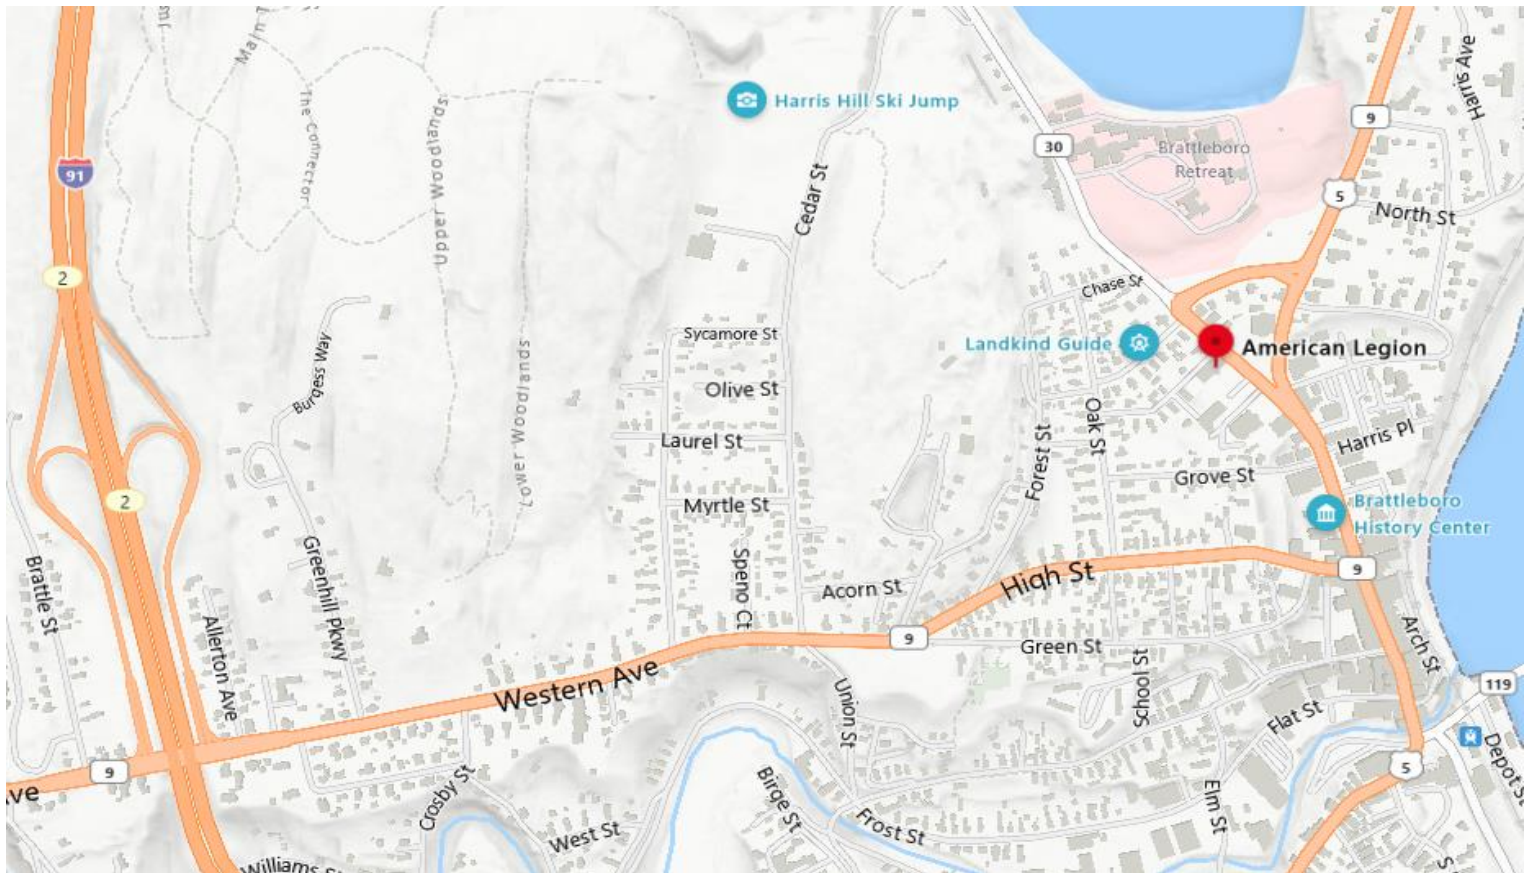 Main T
The Connector
Upper Woodlands
Harris Hill Ski Jump
Harris Ave
9
30
Brattleboro
Retreat
91
Cedar St
5
North St
2
Chase St
Sycamore St
Landkind Guide
American Legion
Burgess Way
Lower Woodlands
Olive St
Oak St
Laurel St
Forest St
Harris Pl
Grove St
2
Myrtle St
Brattleboro
History Center
Brattle St
Greenhill Pkwy
Speno Ct
Acorn St
High St
9
9
Allerton Ave
Green St
Arch St
Western Ave
Union St
School St
119
Flat St
9
5
Depot St
ve
Crosby St
Birge St
Elm St
West St
Frost St
Williams S
S